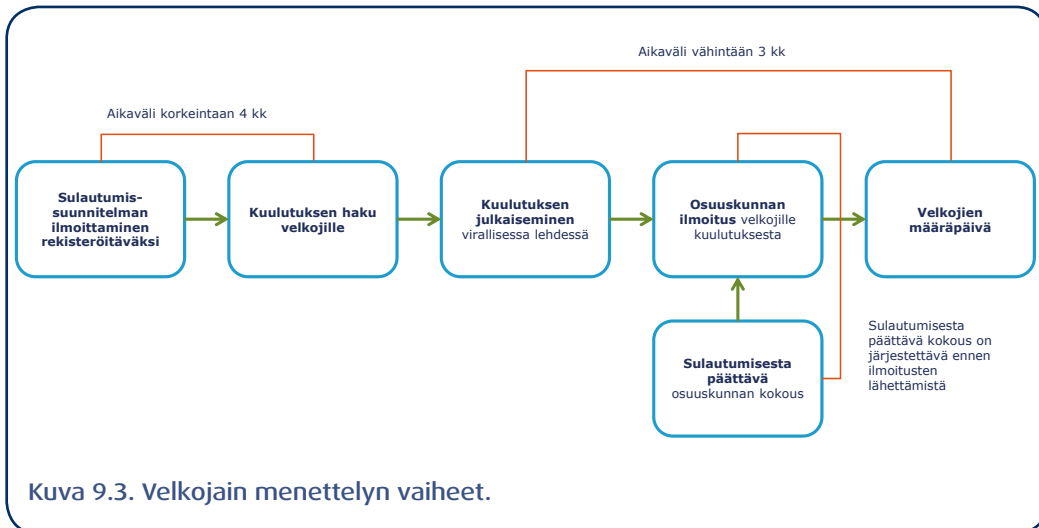 Aikaväli vähintään 3 kk
Aikaväli korkeintaan 4 kk
Sulautumis-
suunnitelman
ilmoittaminen
rekisteröitäväksi
Kuulutuksen haku
velkojille
Kuulutuksen
julkaiseminen
virallisessa lehdessä
Osuuskunnan
ilmoitus velkojille
kuulutuksesta
Velkojien
määräpäivä
Sulautumisesta
päättävä
osuuskunnan kokous
Sulautumisesta
päättävä kokous on
järjestettävä ennen
ilmoitusten
lähettämistä
Kuva 9.3. Velkojain menettelyn vaiheet.